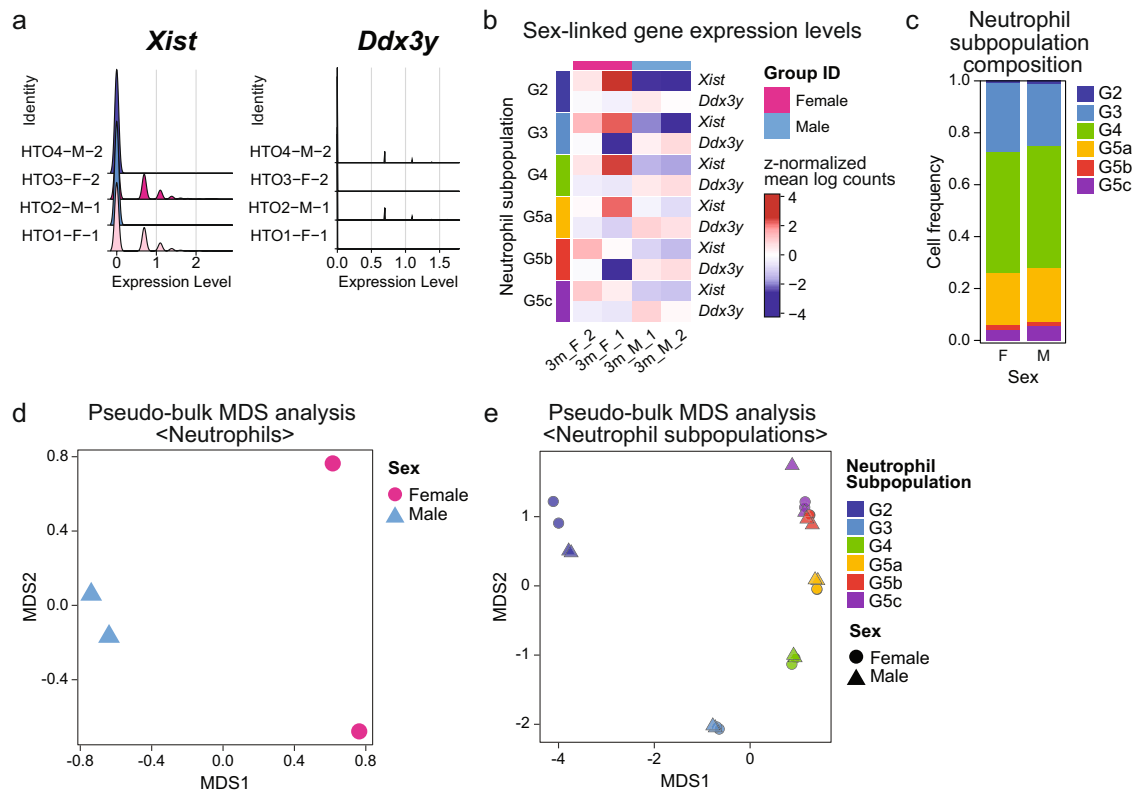 a
Xist
Ddx3y
Identity
HTO4−M−2
HTO3−F−2
HTO2−M−1
HTO1−F−1
0 1 2
Expression Level
Identity
HTO4−M−2
HTO3−F−2
HTO2−M−1
HTO1−F−1
0.0 0.5 1.0 1.5
Expression Level
b
Sex-linked gene expression levels
Neutrophil subpopulation
G2
Xist
Ddx3y
G3
Xist
Ddx3y
G4
Xist
Ddx3y
G5a
Xist
Ddx3y
G5b
Xist
Ddx3y
G5c
Xist
Ddx3y
3m_F_2
3m_F_1
3m_M_1
3m_M_2
Group ID
Female
Male
z-normalized
mean log counts
4
2
0
−2
−4
c
Neutrophil
subpopulation
composition
Cell frequency
1.0
0.8
0.6
0.4
0.2
0.0
F M
Sex
G2
G3
G4
G5a
G5b
G5c
d
Pseudo-bulk MDS analysis
<Neutrophils>
MDS2
0.8
0.4
0.0
-0.4
-0.8 -0.4 0.0 0.4 0.8
MDS1
Sex
Female
Male
e
Pseudo-bulk MDS analysis
<Neutrophil subpopulations>
MDS2
1
0
-1
-2
-4 -2 0
MDS1
Neutrophil
Subpopulation
G2
G3
G4
G5a
G5b
G5c
Sex
Female
Male